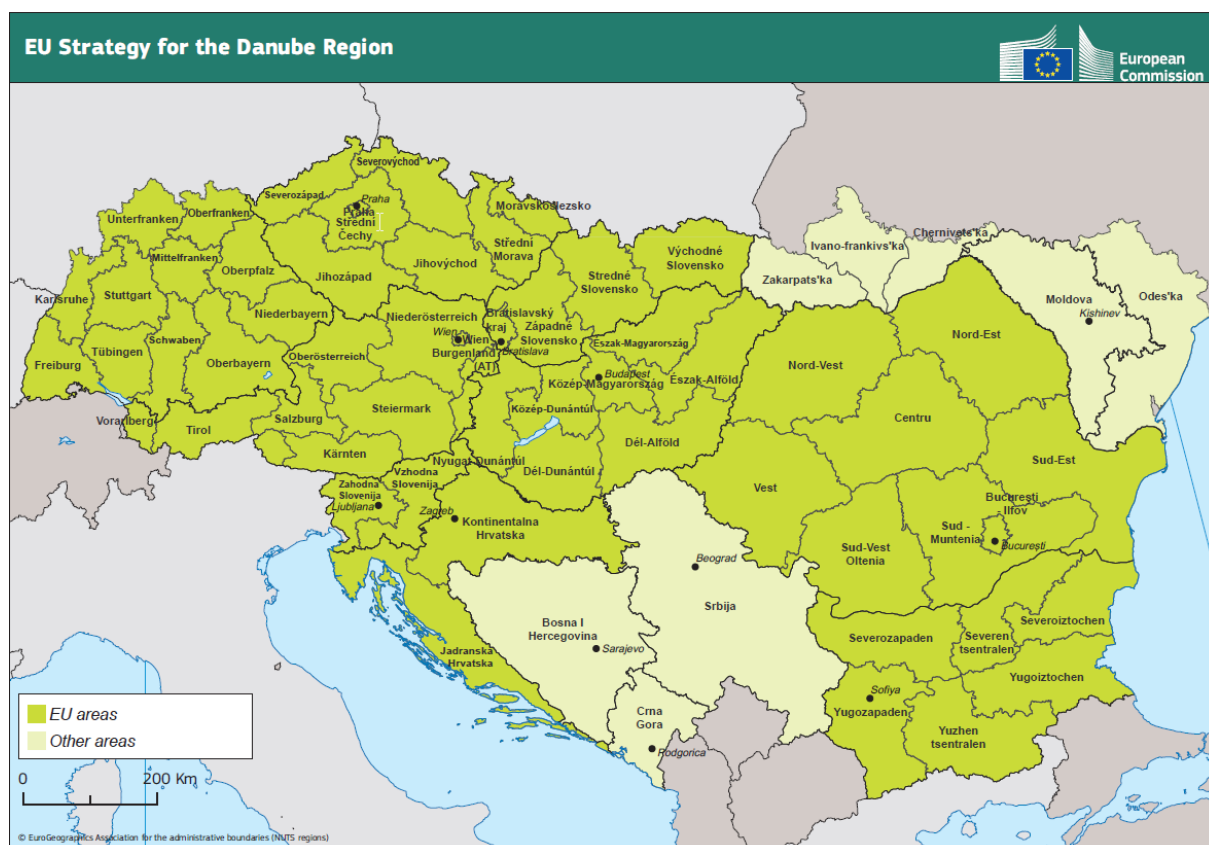 EU Strategy for the Danube Region
European
Commission
Severovýchod
Severozápad
Praha
Praha
Střední
Čechy
Moravskoslezsko
Unterfranken
Oberfranken
Mittelfranken
Oberpfalz
Jihozápad
Jihovýchod
Střední
Morava
Stredné
Slovensko
Východné
Slovensko
Zakarpats'ka
Ivano-frankivs'ka
Chernivets'ka
Moldova
Kishinev
Odes'ka
Karlsruhe
Stuttgart
Niederbayern
Niederösterreich
Bratislavský
kraj
Západné
Slovensko
Wien
Wien
Bratislava
Burgenland
(AT)
Freiburg
Tübingen
Schwaben
Oberbayern
Oberösterreich
Észak-Magyarország
Budapest
Közép-Magyarország
Észak-Alföld
Nord-Vest
Nord-Est
Vorarlberg
Tirol
Salzburg
Steiermark
Kärnten
Közép-Dunántúl
Nyugat-Dunántúl
Dél-Dunántúl
Dél-Alföld
Centru
Sud-Est
Vest
Zahodna
Slovenija
Ljubljana
Vzhodna
Slovenija
Zagreb
Kontinentalna
Hrvatska
Bucureşti
- Ilfov
Sud -
Muntenia
Bucureşti
Sud-Vest
Oltenia
Beograd
Srbija
Bosna I
Hercegovina
Sarajevo
Jadranska
Hrvatska
Crna
Gora
Podgorica
Severozapaden
Severen
tsentralen
Severoiztochen
Sofiya
Yugozapaden
Yugoiztochen
Yuzhen
tsentralen
EU areas
Other areas
0 200 Km
© EuroGeographics Association for the administrative boundaries (NUTS regions)